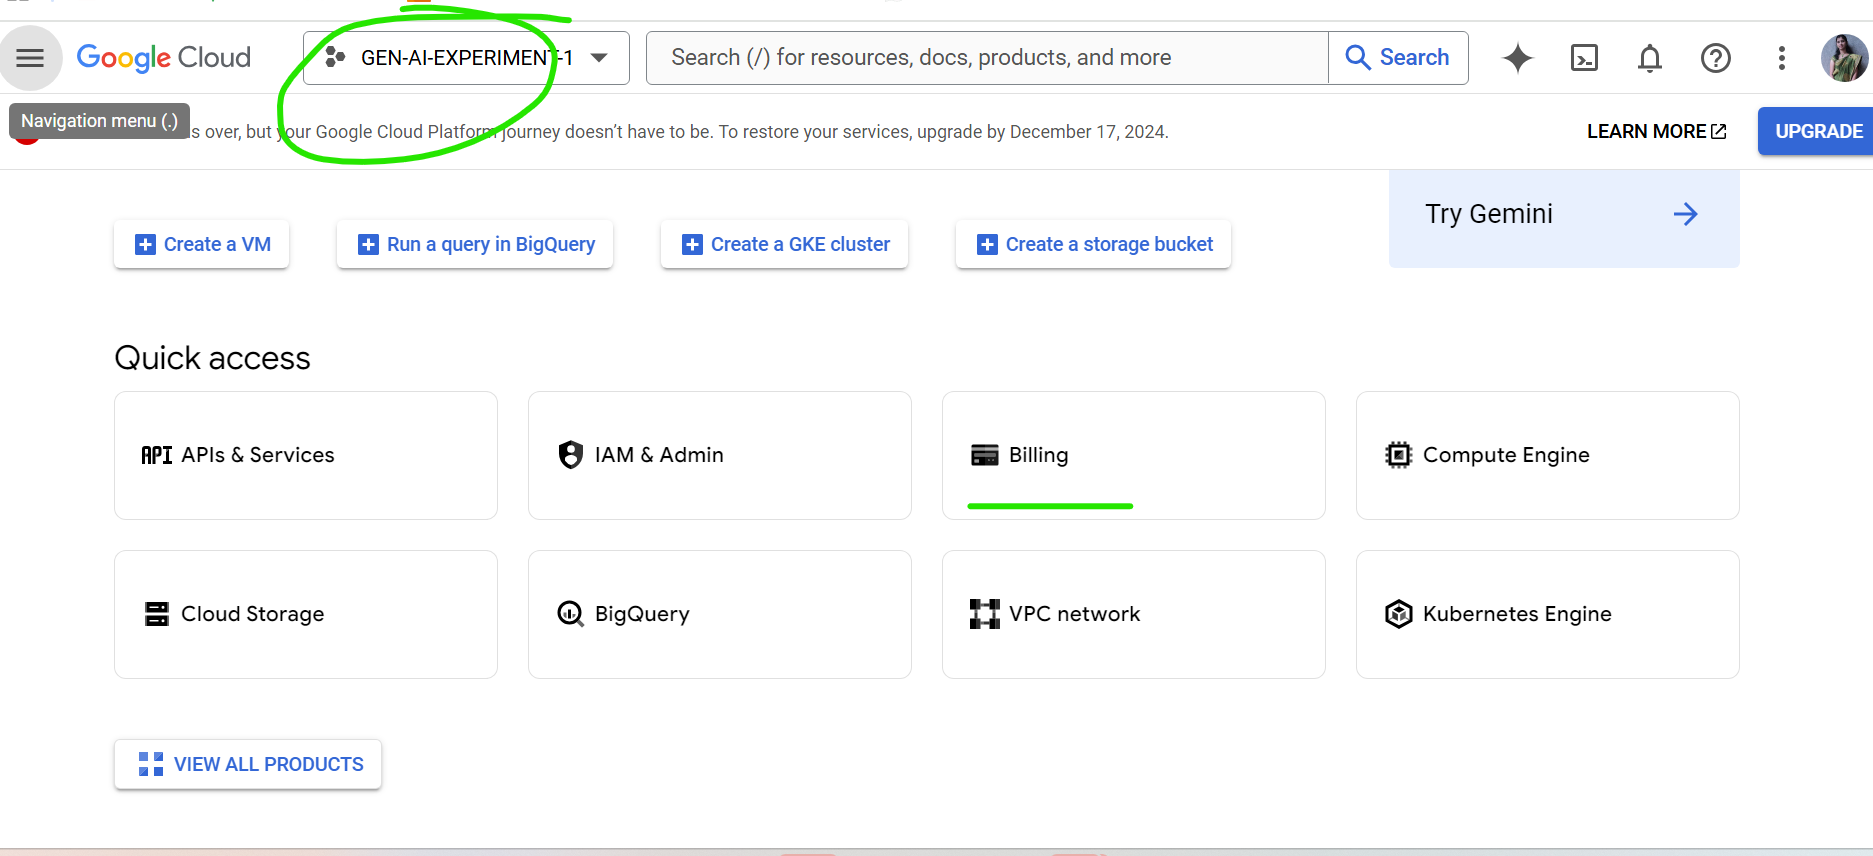 Google Cloud
GEN-AI-EXPERIMENT-1
Search (/) for resources, docs, products, and more
Search
Navigation menu (.)
s over, but your Google Cloud Platform journey doesn’t have to be. To restore your services, upgrade by December 17, 2024.
LEARN MORE
UPGRADE
Try Gemini
Create a VM
Run a query in BigQuery
Create a GKE cluster
Create a storage bucket
Quick access
API APIs & Services
IAM & Admin
Billing
Compute Engine
Cloud Storage
BigQuery
VPC network
Kubernetes Engine
VIEW ALL PRODUCTS